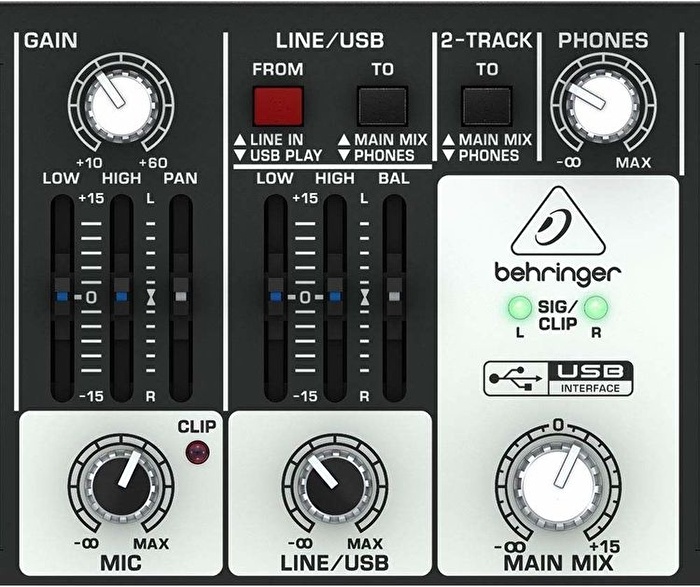 GAIN
LINE/USB
2-TRACK
PHONES
FROM
TO
TO
LINE IN
USB PLAY
MAIN MIX
PHONES
MAIN MIX
PHONES
+10
+60
-∞
MAX
LOW
HIGH
PAN
LOW
HIGH
BAL
+15
L
+15
L
0
0
-15
R
-15
R
behringer
SIG/
CLIP
L
R
USB
INTERFACE
CLIP
-∞
MAX
MIC
-∞
MAX
LINE/USB
0
-∞
+15
MAIN MIX